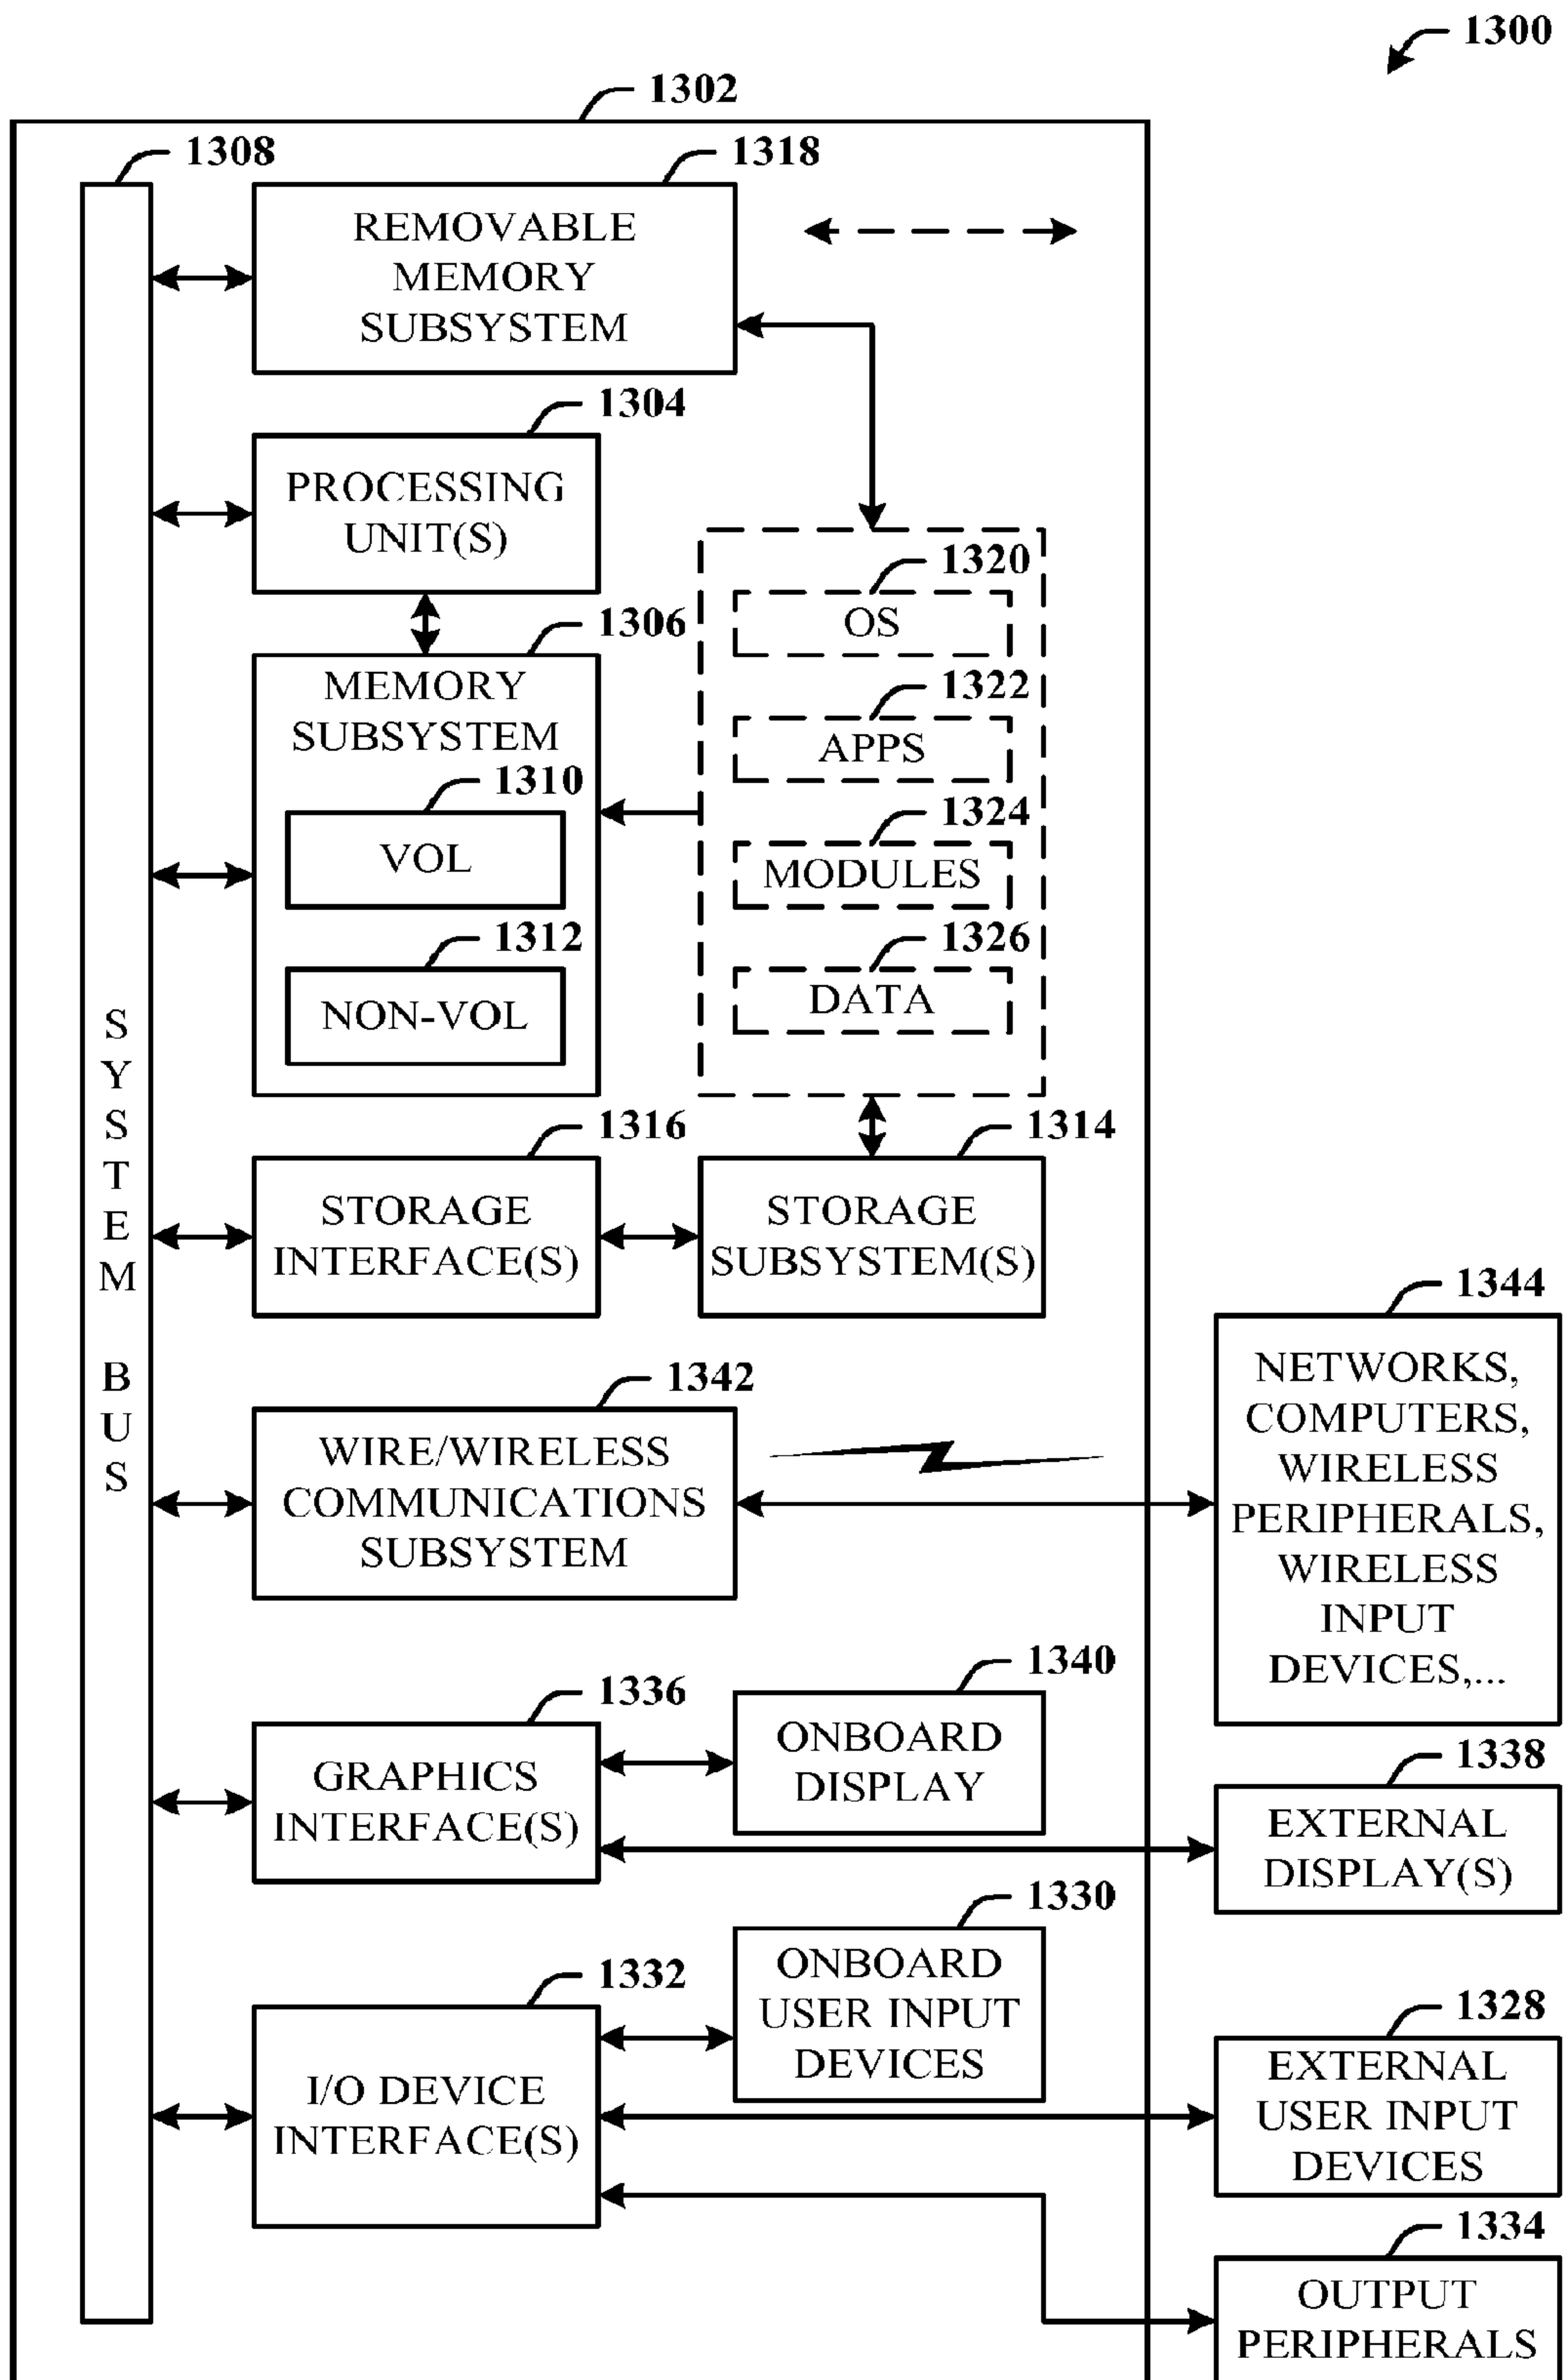 1300
1302
1308
1318
REMOVABLE
MEMORY
SUBSYSTEM
1304
PROCESSING
UNIT(S)
1306
MEMORY
SUBSYSTEM
1310
VOL
1312
NON-VOL
1320
OS
1322
APPS
1324
MODULES
1326
DATA
SYSTEM BUS
1316
STORAGE
INTERFACE(S)
1314
STORAGE
SUBSYSTEM(S)
1342
WIRE/WIRELESS
COMMUNICATIONS
SUBSYSTEM
1344
NETWORKS,
COMPUTERS,
WIRELESS
PERIPHERALS,
WIRELESS
INPUT
DEVICES,...
1336
GRAPHICS
INTERFACE(S)
1340
ONBOARD
DISPLAY
1338
EXTERNAL
DISPLAY(S)
1332
I/O DEVICE
INTERFACE(S)
1330
ONBOARD
USER INPUT
DEVICES
1328
EXTERNAL
USER INPUT
DEVICES
1334
OUTPUT
PERIPHERALS